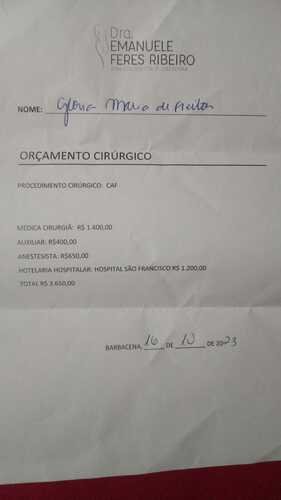 Dra.
EMANUELE
FERES RIBEIRO
NOME: Glória Maria de Freitas
ORÇAMENTO CIRÚRGICO
PROCEDIMENTO CIRÚRGICO: CAF
MEDICA CIRURGIÃ: R$ 1.400,00
AUXILIAR: R$400,00
ANESTESISTA: R$650,00
HOTELARIA HOSPITALAR: HOSPITAL SÃO FRANCISCO:R$ 1.200,00
TOTAL R$ 3.650,00
BARBACENA, 16 DE 10 DE 2023